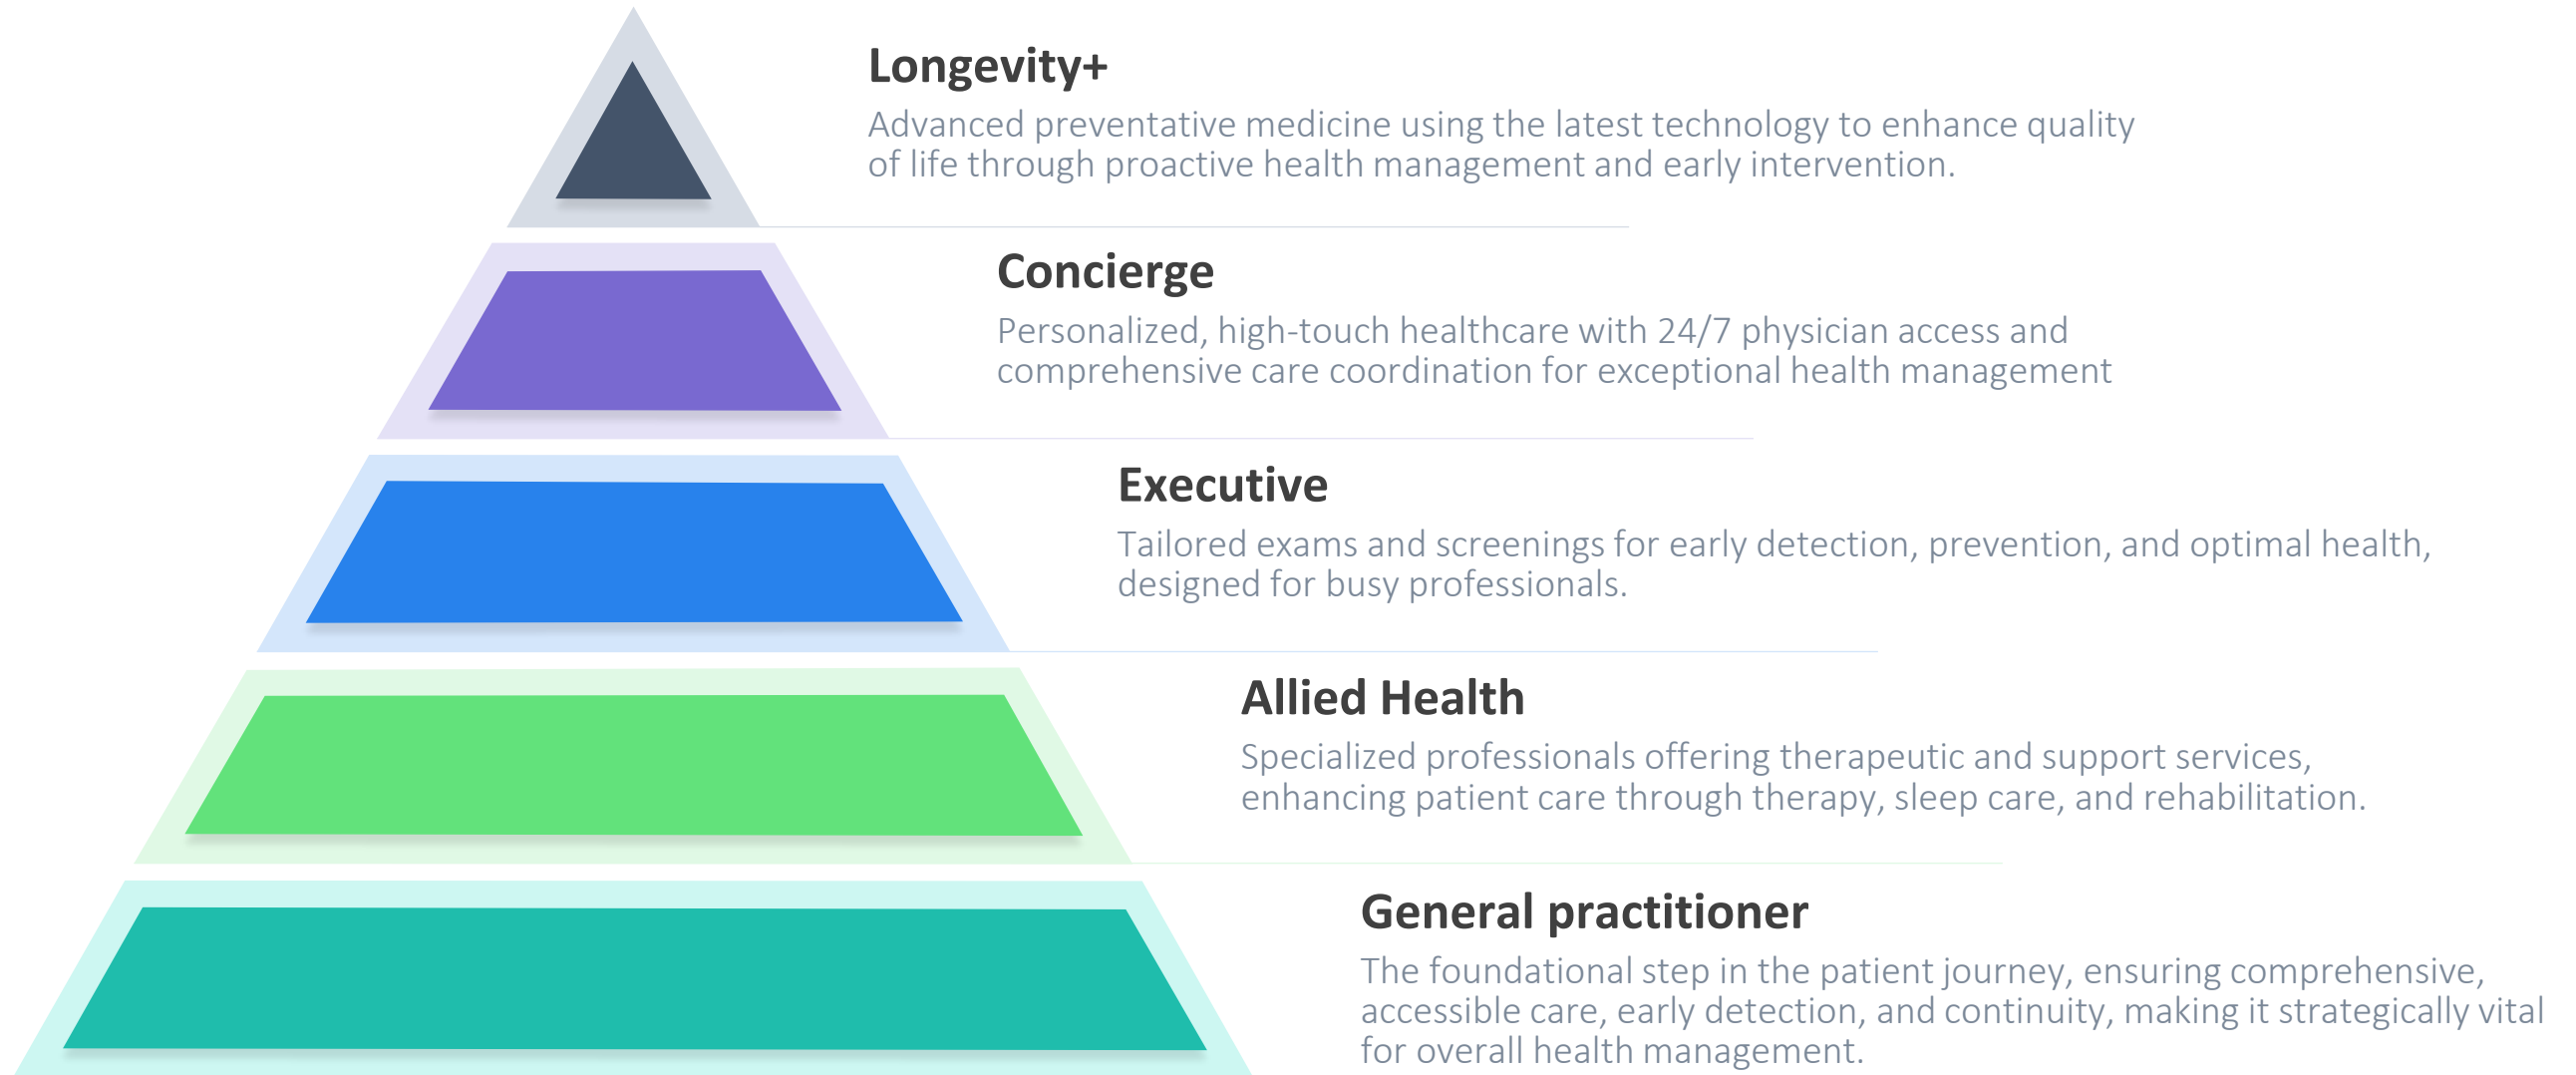 Longevity+
Advanced preventative medicine using the latest technology to enhance quality
of life through proactive health management and early intervention.
Concierge
Personalized, high-touch healthcare with 24/7 physician access and
comprehensive care coordination for exceptional health management
Executive
Tailored exams and screenings for early detection, prevention, and optimal health,
designed for busy professionals.
Allied Health
Specialized professionals offering therapeutic and support services,
enhancing patient care through therapy, sleep care, and rehabilitation.
General practitioner
The foundational step in the patient journey, ensuring comprehensive,
accessible care, early detection, and continuity, making it strategically vital
for overall health management.